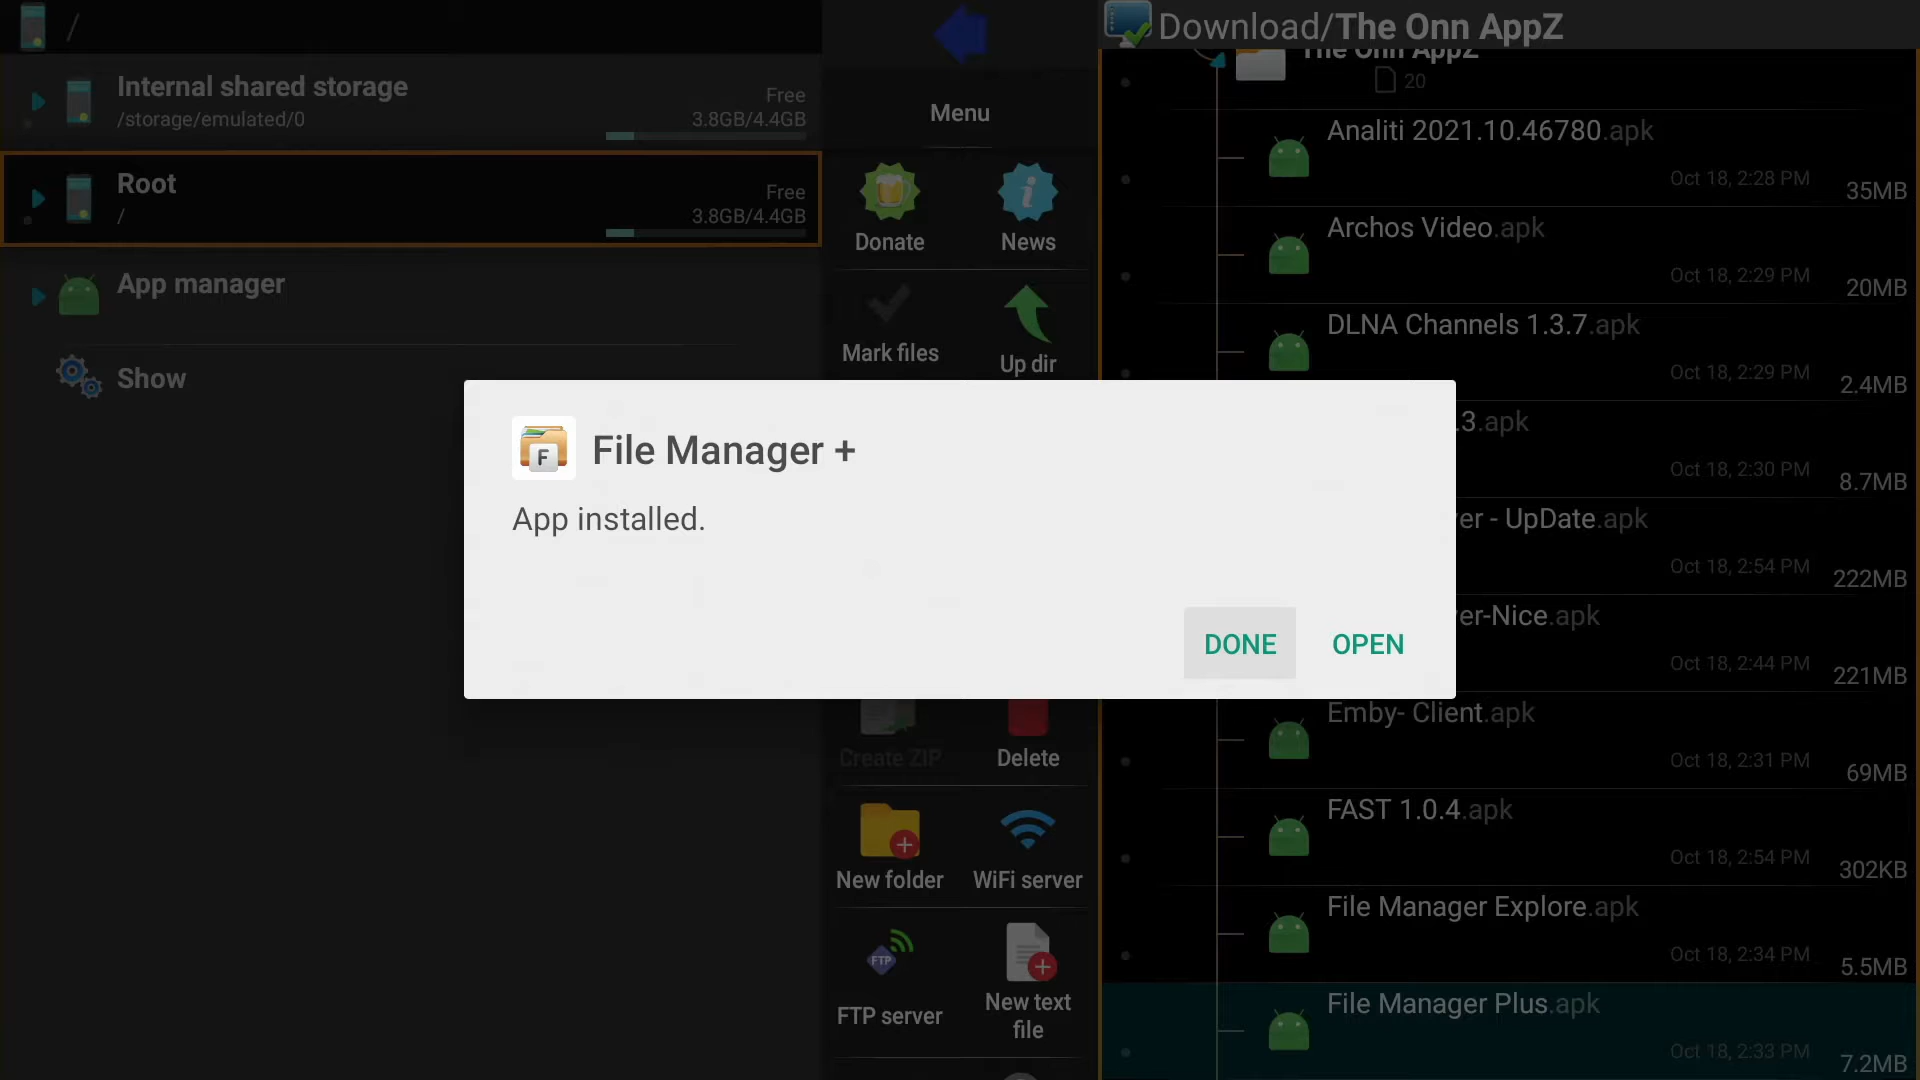 /
Internal shared storage
/storage/emulated/0
Free
3.8GB/4.4GB
Root
/
Free
3.8GB/4.4GB
App manager
Show
Menu
Donate
News
Mark files
Up dir
Create ZIP
Delete
New folder
WiFi server
FTP
FTP server
New text
file
Download/The Onn AppZ
The Onn AppZ
20
Analiti 2021.10.46780.apk
Oct 18, 2:28 PM
35MB
Archos Video.apk
Oct 18, 2:29 PM
20MB
DLNA Channels 1.3.7.apk
Oct 18, 2:29 PM
2.4MB
.3.apk
Oct 18, 2:30 PM
8.7MB
er - UpDate.apk
Oct 18, 2:54 PM
222MB
er-Nice.apk
Oct 18, 2:44 PM
221MB
Emby- Client.apk
Oct 18, 2:31 PM
69MB
FAST 1.0.4.apk
Oct 18, 2:54 PM
302KB
File Manager Explore.apk
Oct 18, 2:34 PM
5.5MB
File Manager Plus.apk
Oct 18, 2:33 PM
7.2MB
F
File Manager +
App installed.
DONE
OPEN